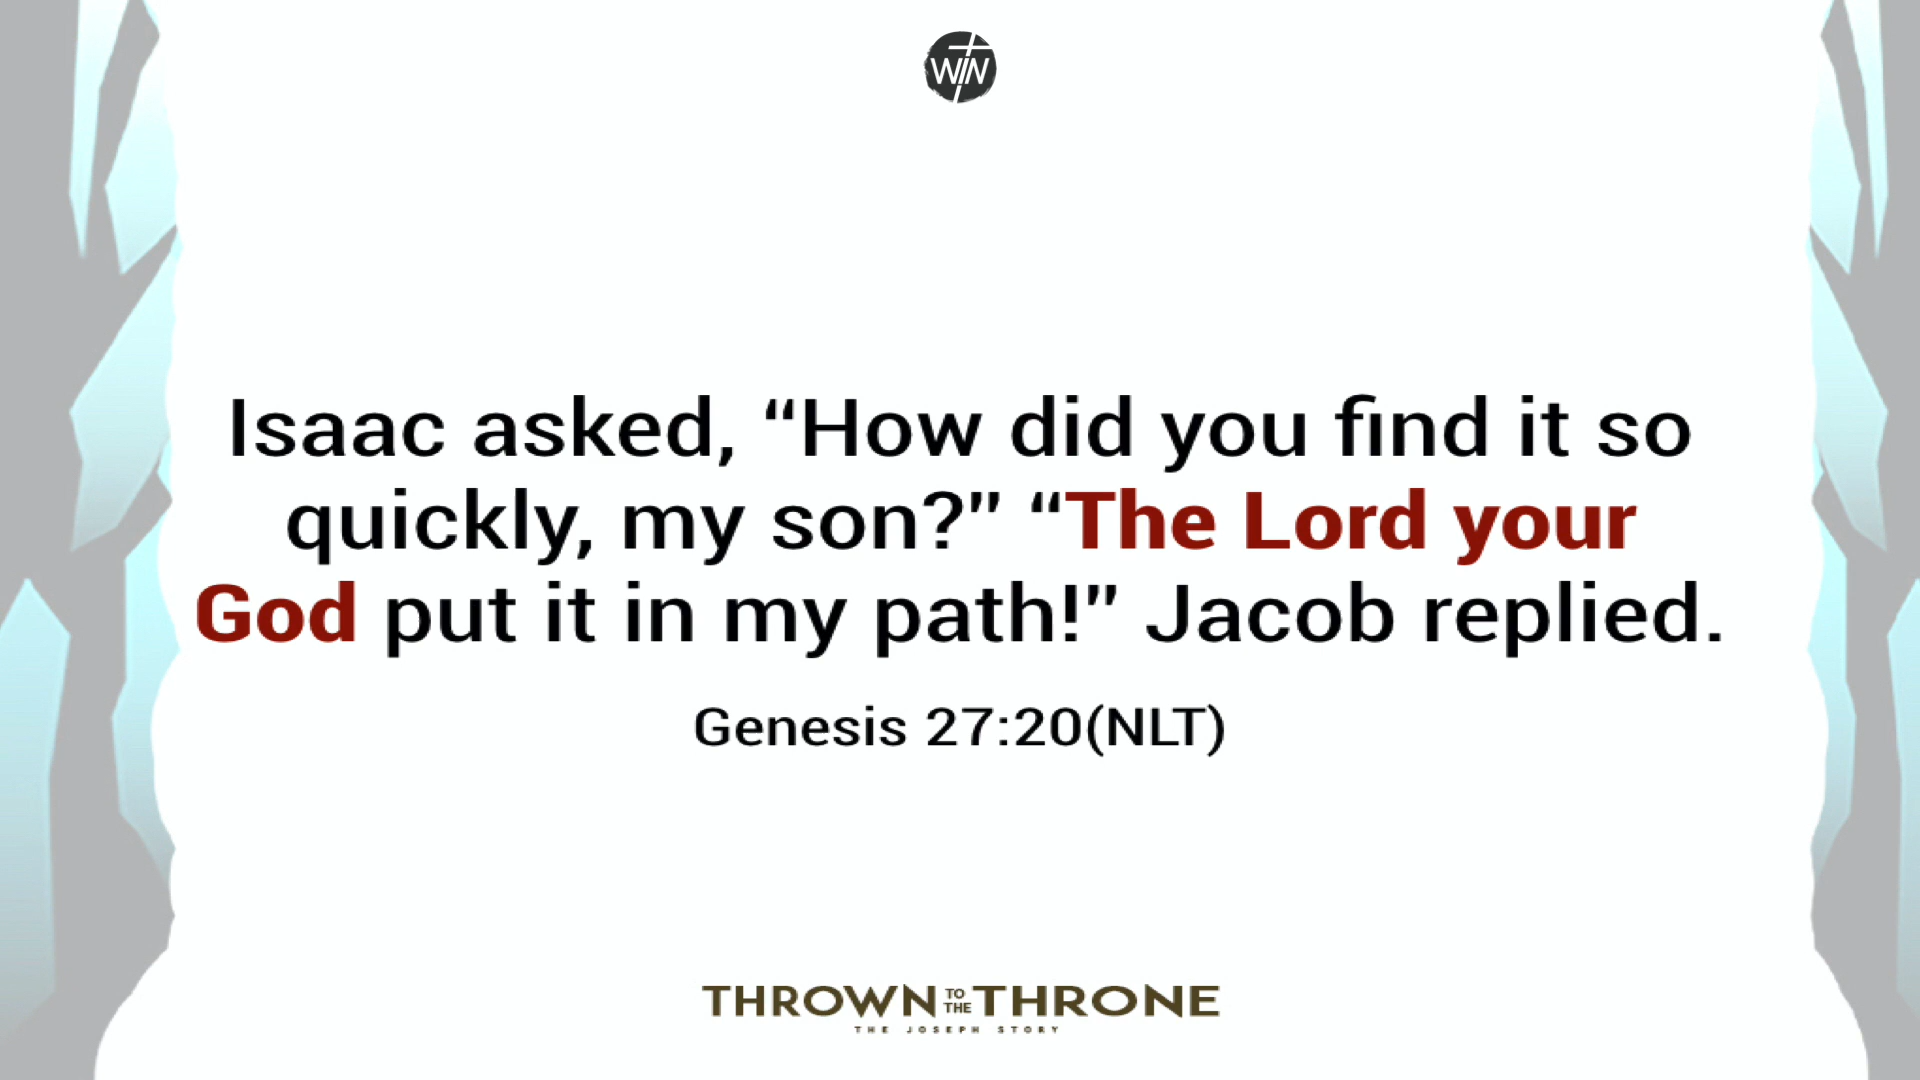 WIN
Isaac asked, “How did you find it so
quickly, my son?” “The Lord your
God put it in my path!” Jacob replied.
Genesis 27:20(NLT)
THROWN TO THE THRONE
THE JOSEPH STORY